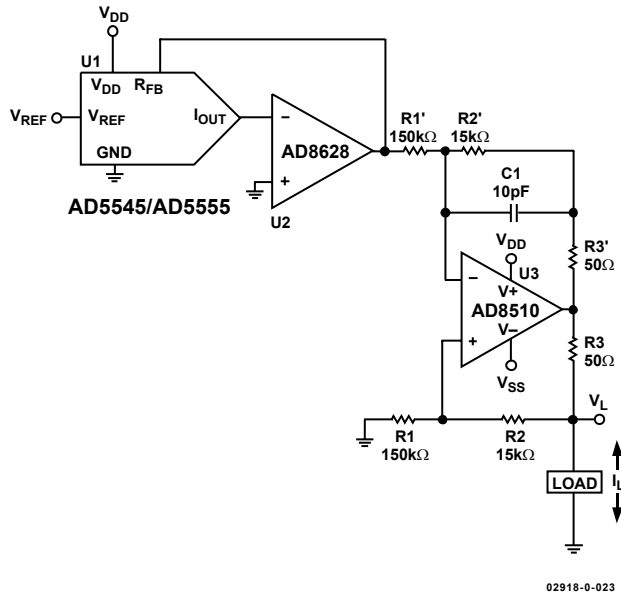 VDD
U1
VDD RFB
VREF VREF IOUT
GND
AD5545/AD5555
–
AD8628
+
U2
R1'
150kΩ
R2'
15kΩ
C1
10pF
VDD
U3
–
V+
AD8510
V–
+
VSS
R3'
50Ω
R3
50Ω
VL
R1
150kΩ
R2
15kΩ
LOAD
IL
02918-0-023